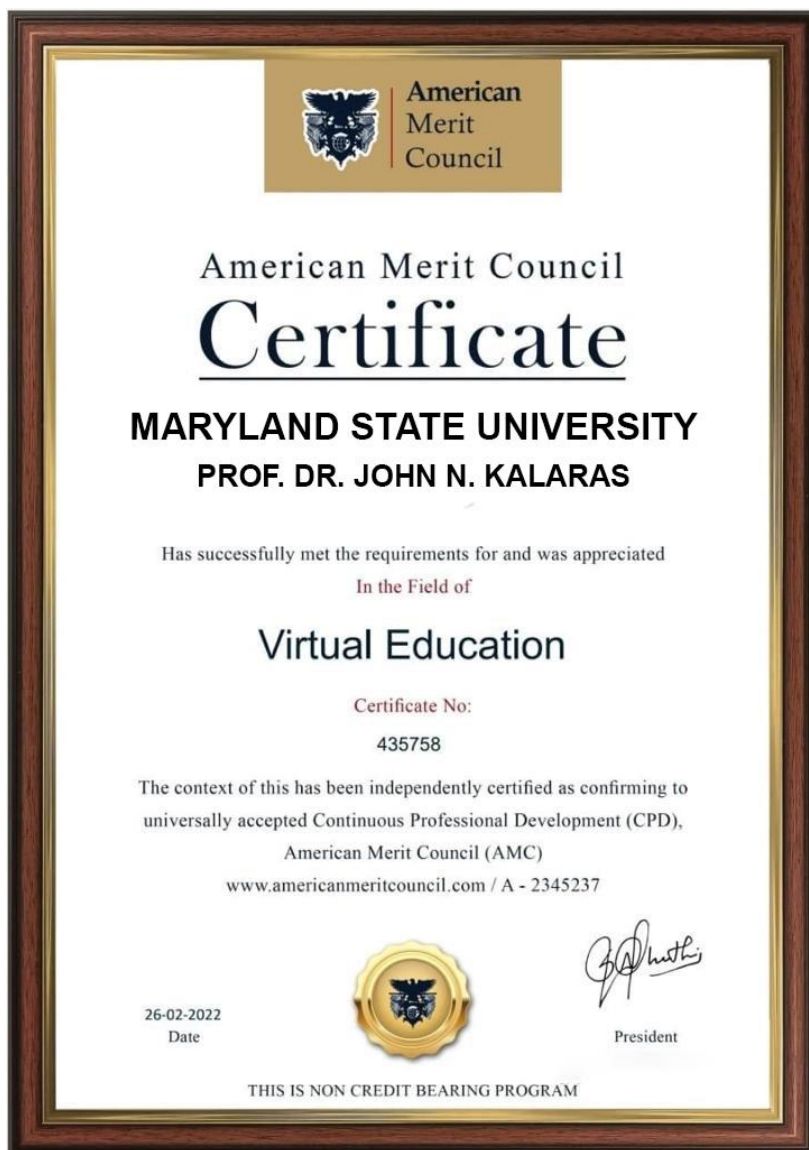 American
Merit
Council
American Merit Council
Certificate
MARYLAND STATE UNIVERSITY
PROF. DR. JOHN N. KALARAS
Has successfully met the requirements for and was appreciated
In the Field of
Virtual Education
Certificate No:
435758
The context of this has been independently certified as confirming to
universally accepted Continuous Professional Development (CPD),
American Merit Council (AMC)
www.americanmeritcouncil.com / A - 2345237
26-02-2022
Date
President
THIS IS NON CREDIT BEARING PROGRAM